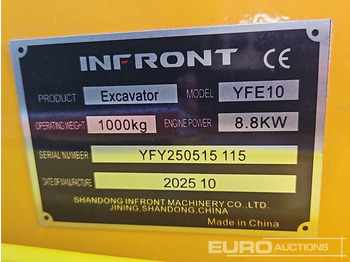 INFRONT CE
PRODUCT Excavator MODEL YFE10
OPERATING WEIGHT 1000kg ENGINE POWER 8.8KW
SERIAL NUMBER YFY250515 115
DATE OF MANUFACTURE 2025 10
SHANDONG INFRONT MACHINERY CO., LTD.
JINING,SHANDONG,CHINA
Made in China
EURO AUCTIONS